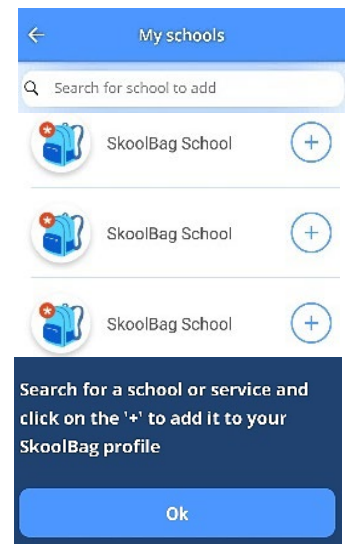 My schools
Search for school to add
SkoolBag School
SkoolBag School
SkoolBag School
Search for a school or service and
click on the '+' to add it to your
SkoolBag profile
Ok